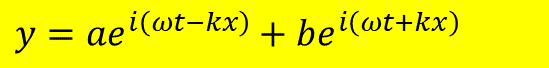 y = ae^{i(ωt−kx)} + be^{i(ωt+kx)}